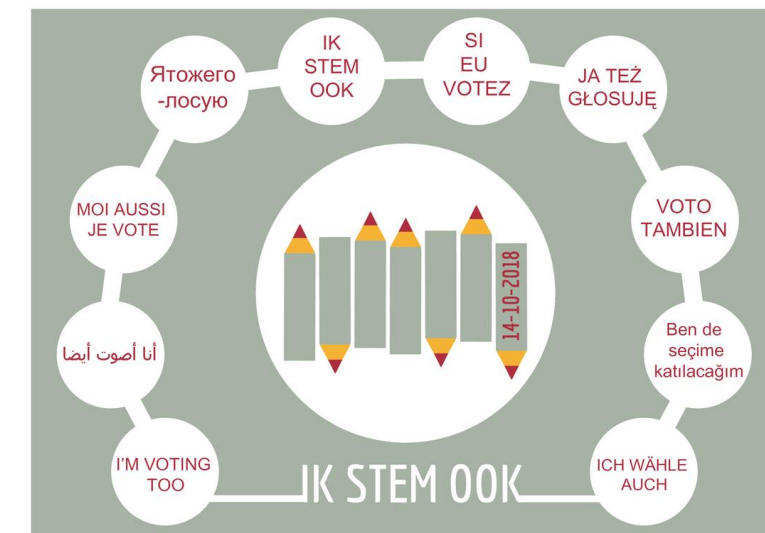 Ятожего
-лосую
IK
STEM
OOK
SI
EU
VOTEZ
JA TEŻ
GŁOSUJĘ
MOI AUSSI
JE VOTE
VOTO
TAMBIEN
14-10-2018
أنا أصوت أيضا
Ben de
seçime
katılacağım
I'M VOTING
TOO
IK STEM OOK
ICH WÄHLE
AUCH